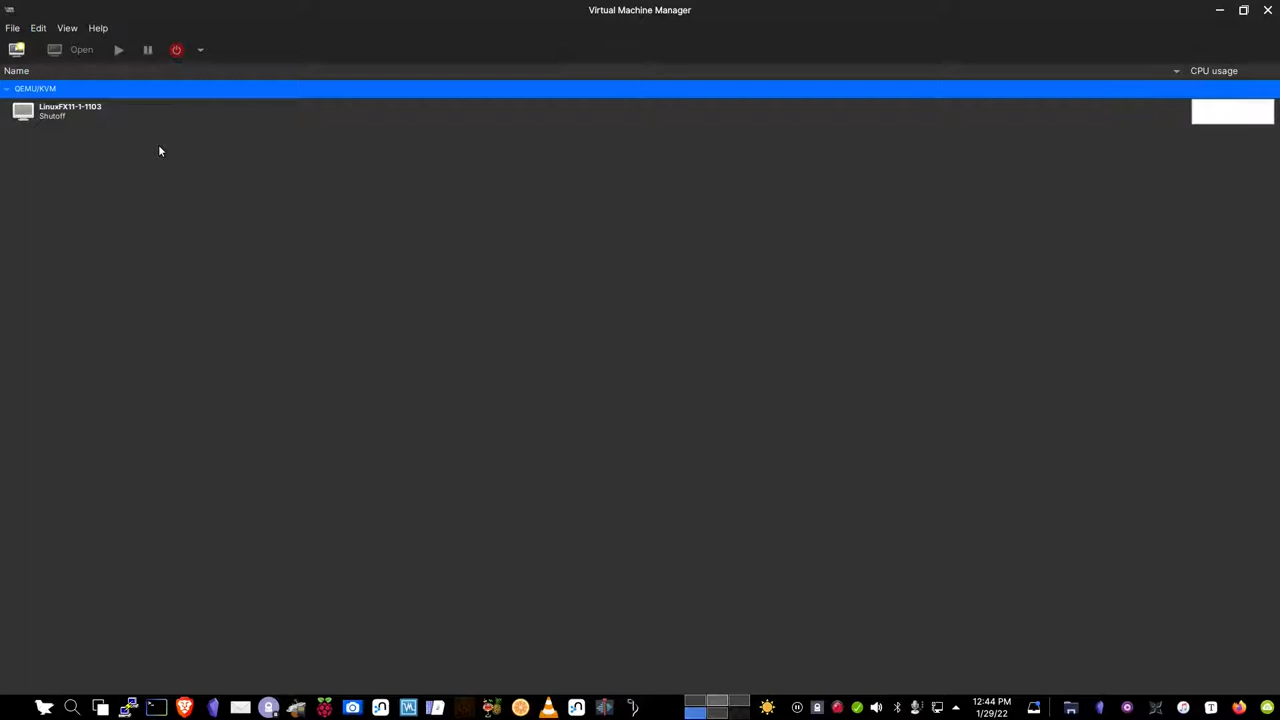 Virtual Machine Manager
File Edit View Help
Open
Name CPU usage
QEMU/KVM
LinuxFX11-1-1103
Shutoff
12:44 PM
1/29/22